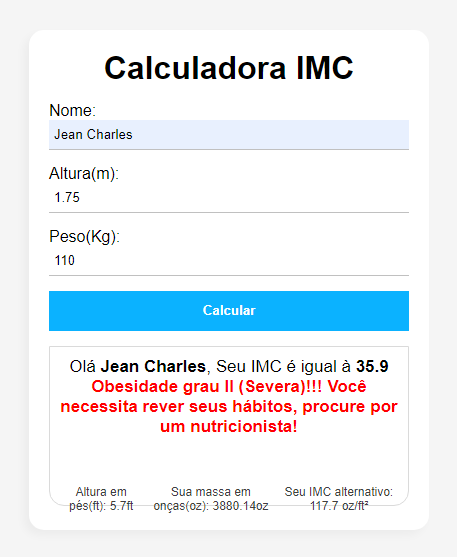 Calculadora IMC
Nome:
Jean Charles
Altura(m):
1.75
Peso(Kg):
110
Calcular
Olá Jean Charles, Seu IMC é igual à 35.9
Obesidade grau II (Severa)!!! Você
necessita rever seus hábitos, procure por
um nutricionista!
Altura em
pés(ft): 5.7ft
Sua massa em
onças(oz): 3880.14oz
Seu IMC alternativo:
117.7 oz/ft²